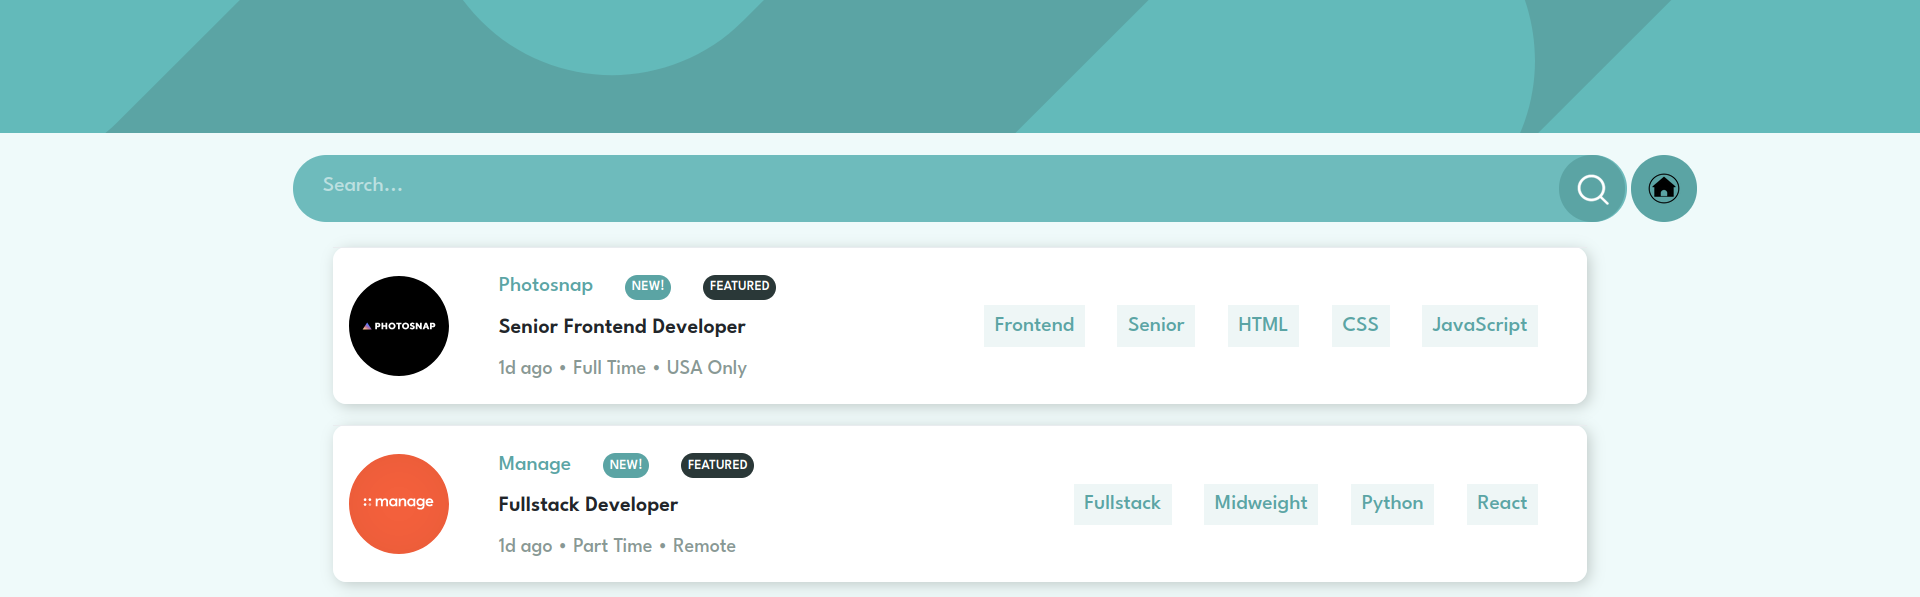 Search...
Photosnap NEW! FEATURED
PHOTOSNAP
Senior Frontend Developer
1d ago • Full Time • USA Only
Frontend Senior HTML CSS JavaScript
Manage NEW! FEATURED
manage
Fullstack Developer
1d ago • Part Time • Remote
Fullstack Midweight Python React